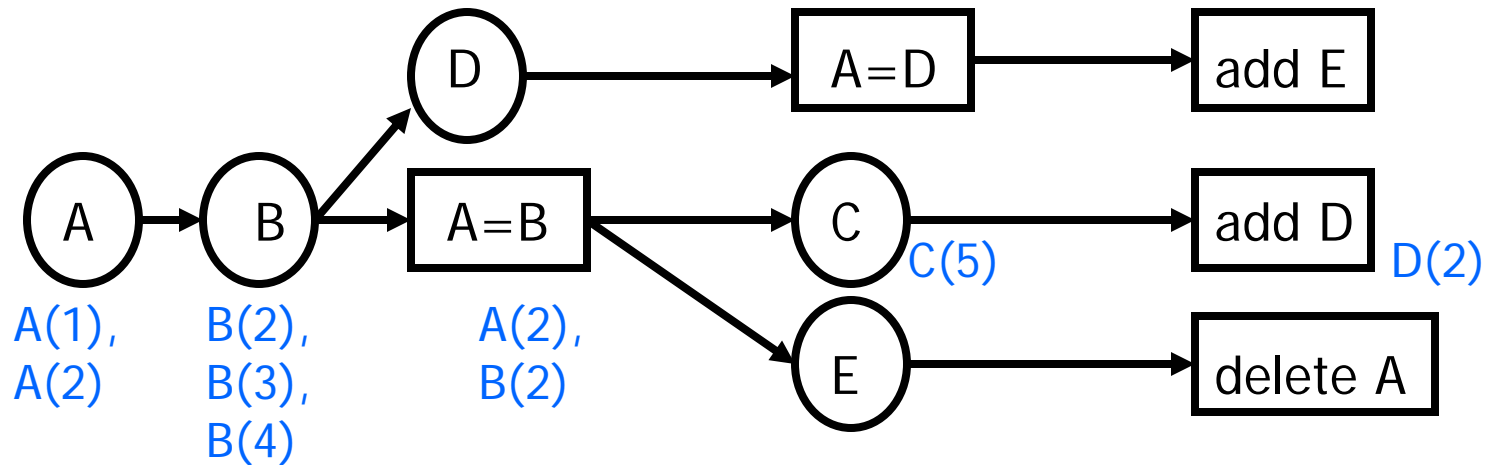 D
A=D
add E
A
B
A=B
C
add D
C(5)
D(2)
A(1),
A(2)
B(2),
B(3),
B(4)
A(2),
B(2)
E
delete A